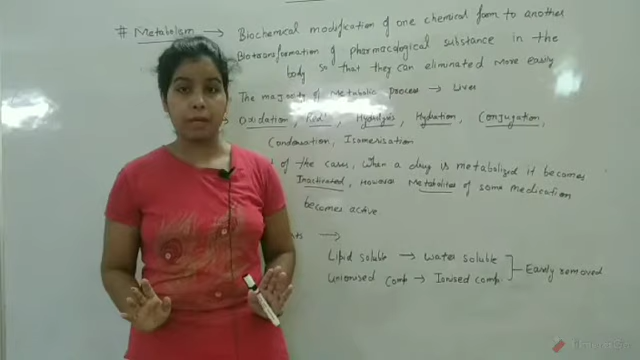 # Metabolism → Biochemical modification of one chemical form to another
Biotransformation of pharmacological substance in the
body so that they can eliminated more easily
The majority of Metabolic process → Liver
Oxidation, Redⁿ, Hydrolysis, Hydration, Conjugation,
Condensation, Isomerisation
of the cases, When a drug is metabolized it becomes
Inactivated, However Metabolites of some medication
becomes active
→
Lipid soluble → Water soluble
Unionised Comp → Ionised comp
Easily removed